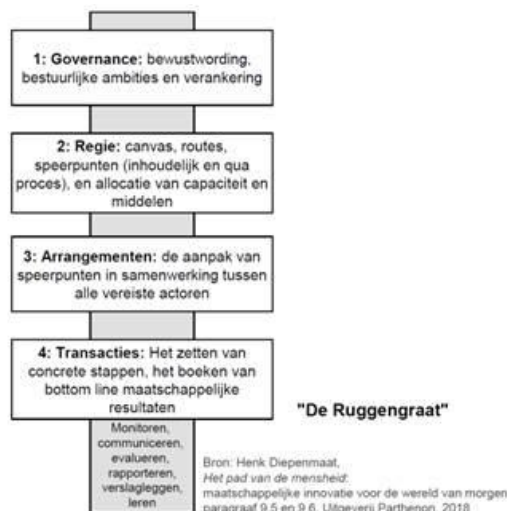 1: Governance: bewustwording,
bestuurlijke ambities en verankering
2: Regie: canvas, routes,
speerpunten (inhoudelijk en qua
proces), en allocatie van capaciteit en
middelen
3: Arrangementen: de aanpak van
speerpunten in samenwerking tussen
alle vereiste actoren
4: Transacties: Het zetten van
concrete stappen, het boeken van
bottom line maatschappelijke
resultaten
"De Ruggengraat"
Monitoren,
communiceren,
evalueren,
rapporteren,
verslagleggen,
leren
Bron: Henk Diepenmaat,
Het pad van de mensheid:
maatschappelijke innovatie voor de wereld van morgen
paragraaf 9.5 en 9.6, Uitgeverij Parthenon, 2018